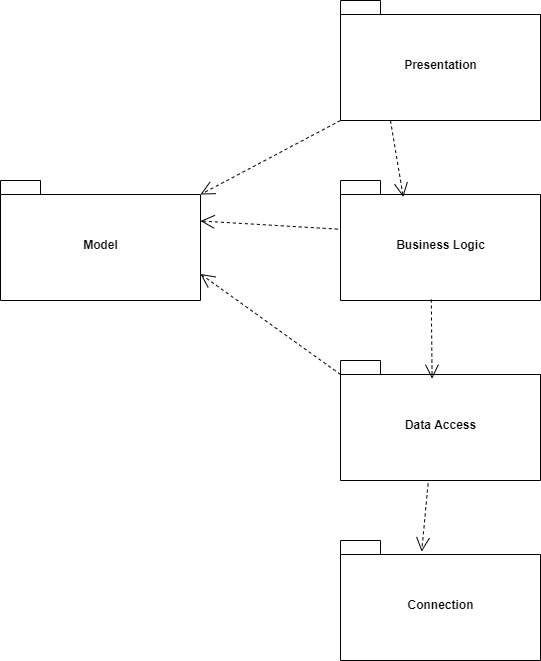 Presentation
Model
Business Logic
Data Access
Connection